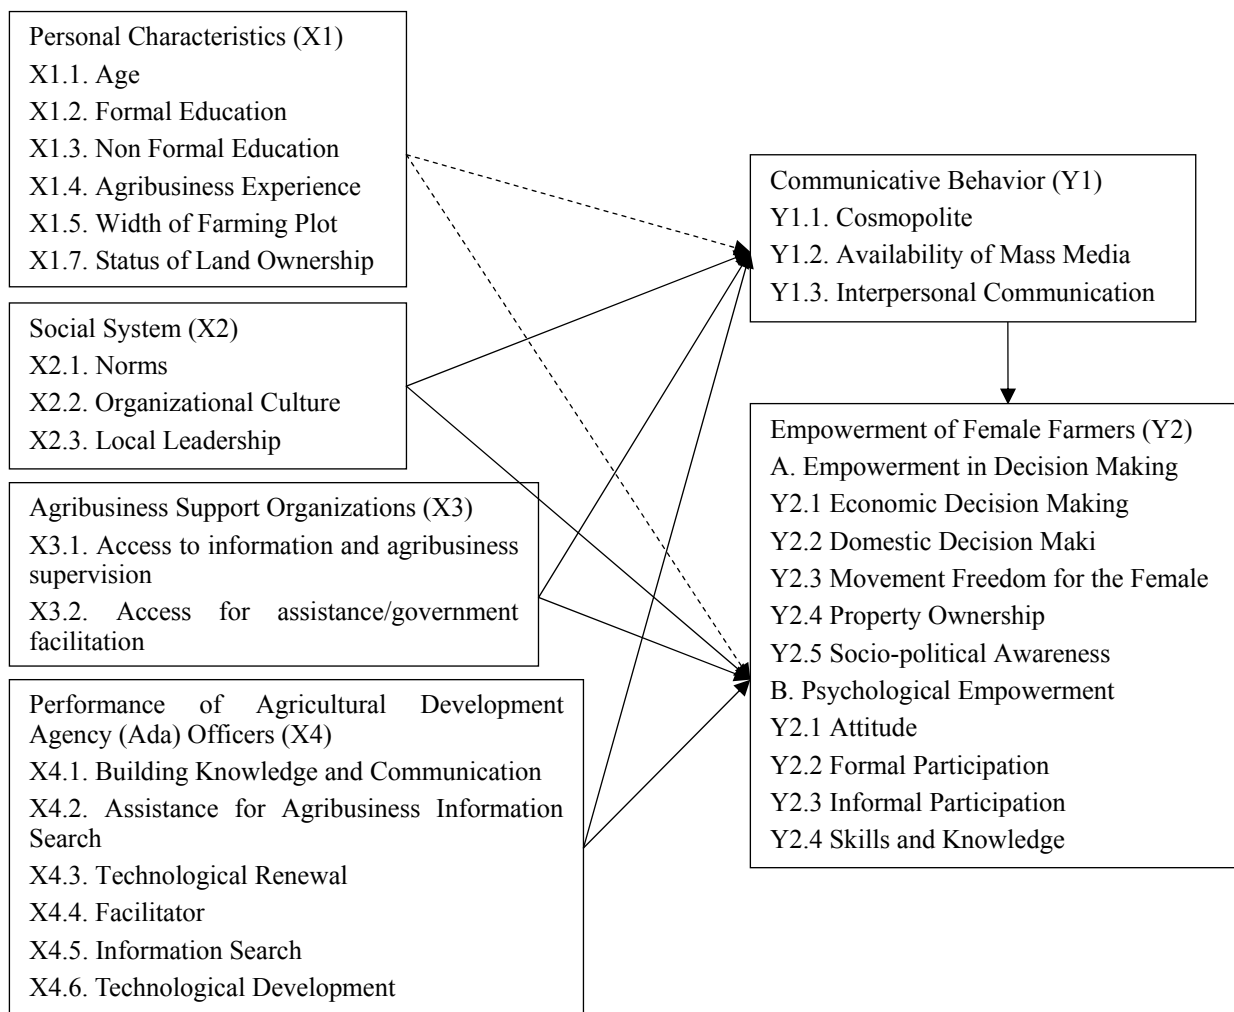 Personal Characteristics (X1)
X1.1. Age
X1.2. Formal Education
X1.3. Non Formal Education
X1.4. Agribusiness Experience
X1.5. Width of Farming Plot
X1.7. Status of Land Ownership
Social System (X2)
X2.1. Norms
X2.2. Organizational Culture
X2.3. Local Leadership
Agribusiness Support Organizations (X3)
X3.1. Access to information and agribusiness
supervision
X3.2. Access for assistance/government
facilitation
Performance of Agricultural Development
Agency (Ada) Officers (X4)
X4.1. Building Knowledge and Communication
X4.2. Assistance for Agribusiness Information
Search
X4.3. Technological Renewal
X4.4. Facilitator
X4.5. Information Search
X4.6. Technological Development
Communicative Behavior (Y1)
Y1.1. Cosmopolite
Y1.2. Availability of Mass Media
Y1.3. Interpersonal Communication
Empowerment of Female Farmers (Y2)
A. Empowerment in Decision Making
Y2.1 Economic Decision Making
Y2.2 Domestic Decision Maki
Y2.3 Movement Freedom for the Female
Y2.4 Property Ownership
Y2.5 Socio-political Awareness
B. Psychological Empowerment
Y2.1 Attitude
Y2.2 Formal Participation
Y2.3 Informal Participation
Y2.4 Skills and Knowledge